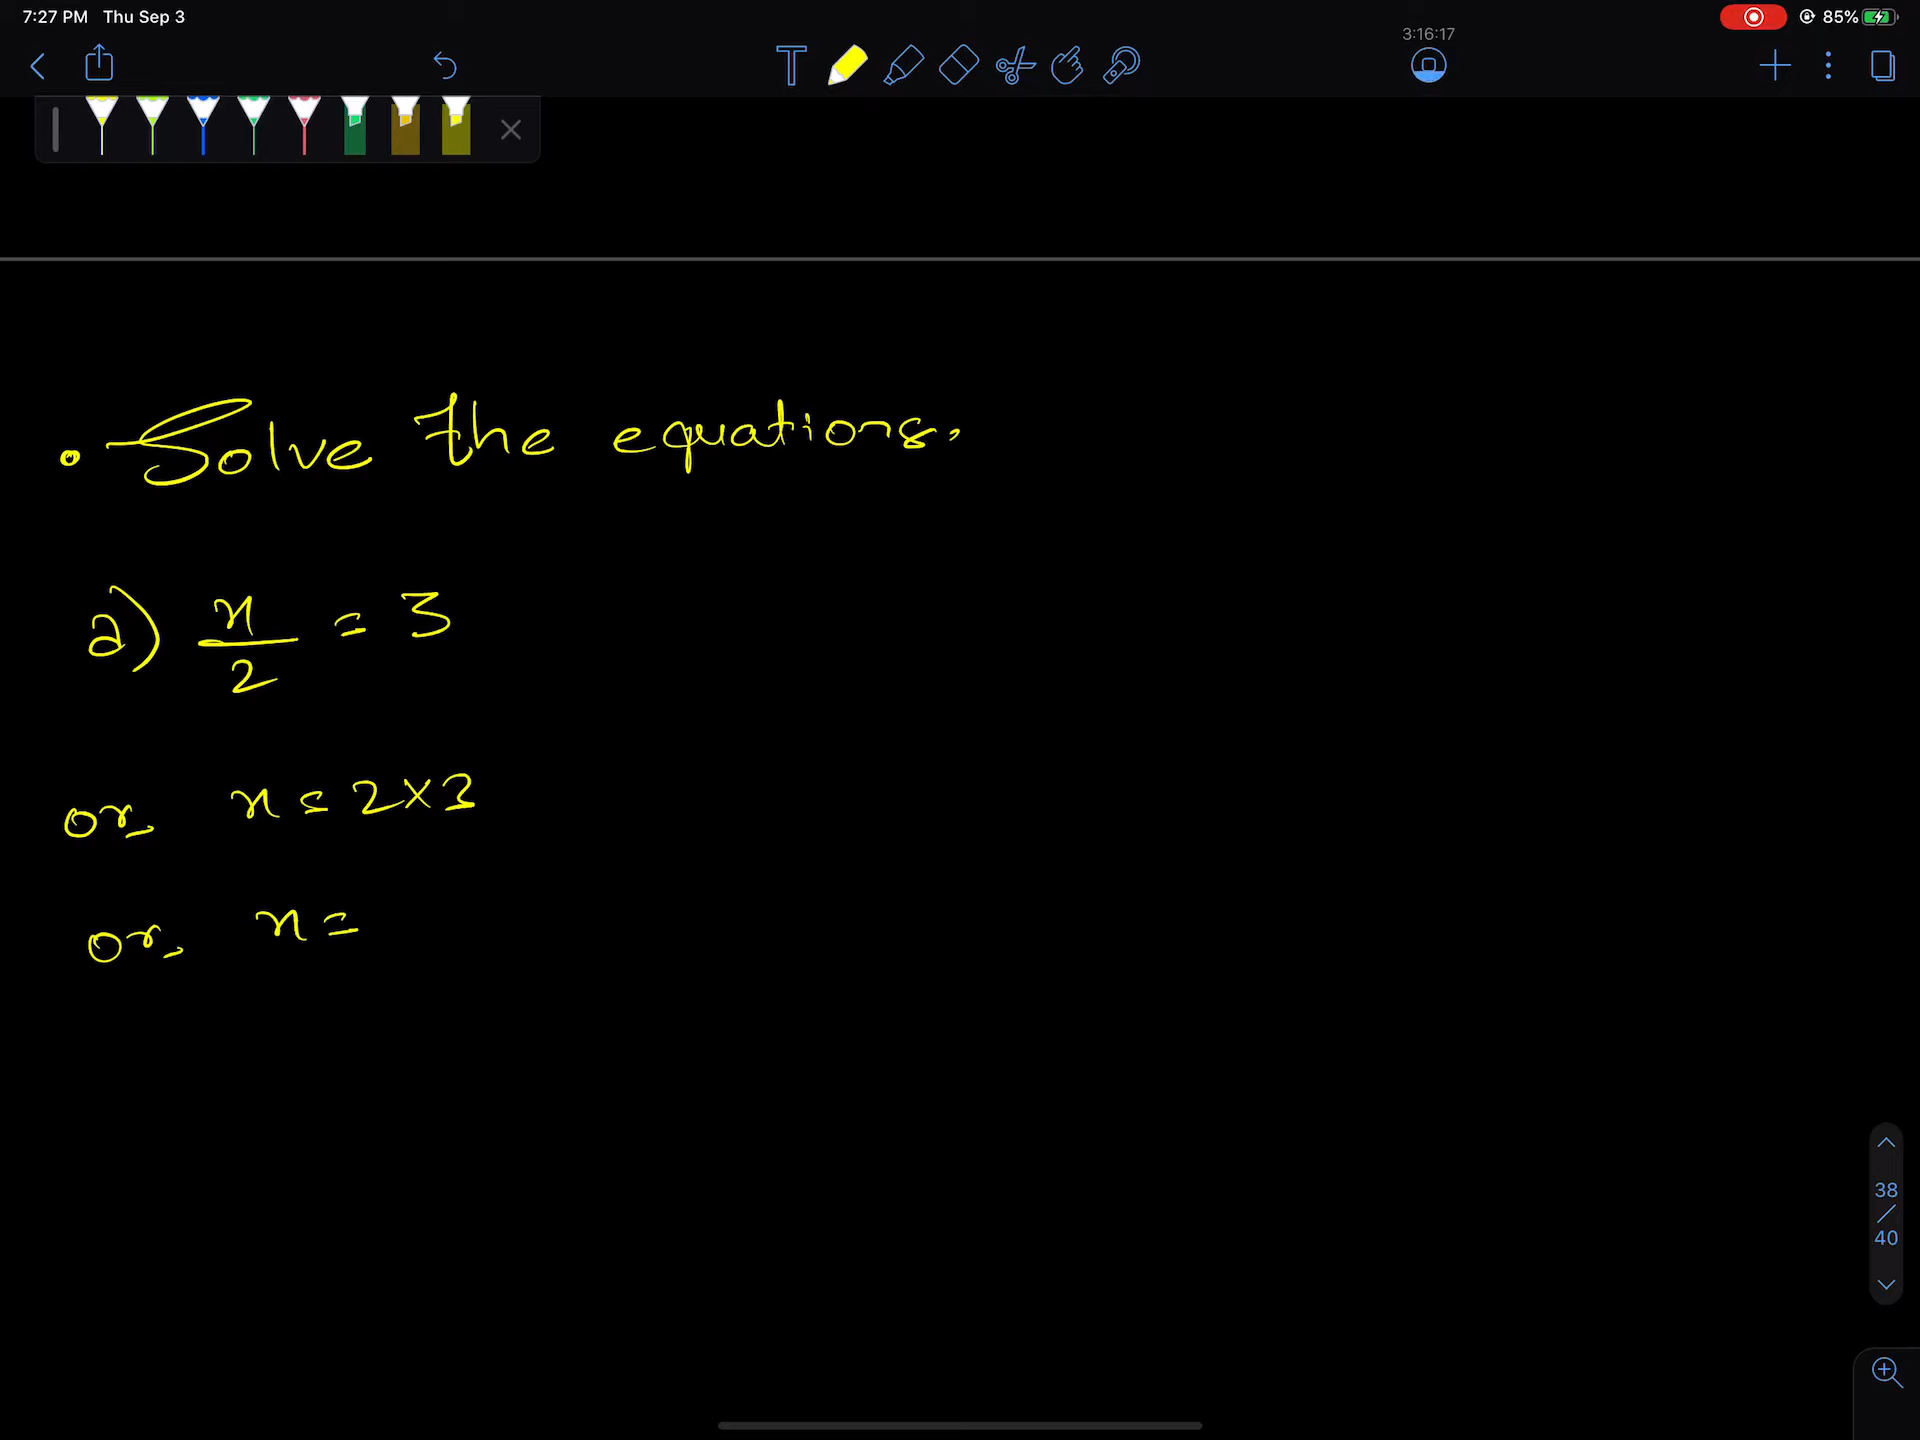 7:27 PM Thu Sep 3
85%
3:16:17
• Solve the equations.
a) x/2 = 3
or, x = 2×3
or, x =
38
/
40